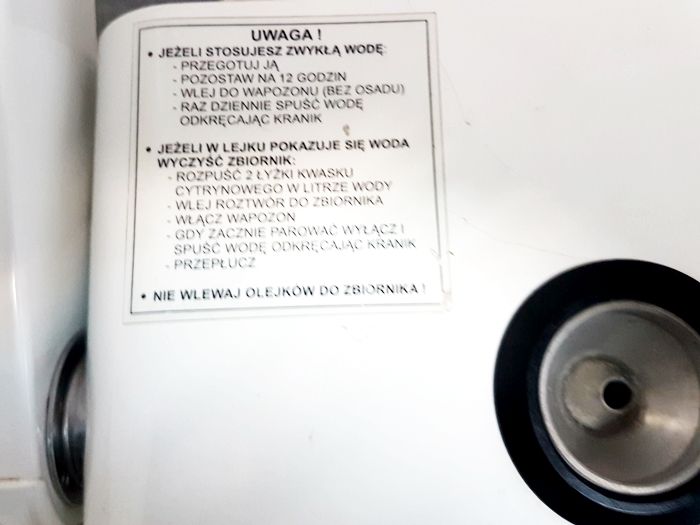 UWAGA !
• JEŻELI STOSUJESZ ZWYKŁĄ WODĘ:
- PRZEGOTUJ JĄ
- POZOSTAW NA 12 GODZIN
- WLEJ DO WAPOZONU (BEZ OSADU)
- RAZ DZIENNIE SPUŚĆ WODĘ
ODKRĘCAJĄC KRANIK
• JEŻELI W LEJKU POKAZUJE SIĘ WODA
WYCZYŚĆ ZBIORNIK:
- ROZPUŚĆ 2 ŁYŻKI KWASKU
CYTRYNOWEGO W LITRZE WODY
- WLEJ ROZTWÓR DO ZBIORNIKA
- WŁĄCZ WAPOZON
- GDY ZACZNIE PAROWAĆ WYŁĄCZ I
SPUŚĆ WODĘ ODKRĘCAJĄC KRANIK
- PRZEPŁUCZ
• NIE WLEWAJ OLEJKÓW DO ZBIORNIKA !